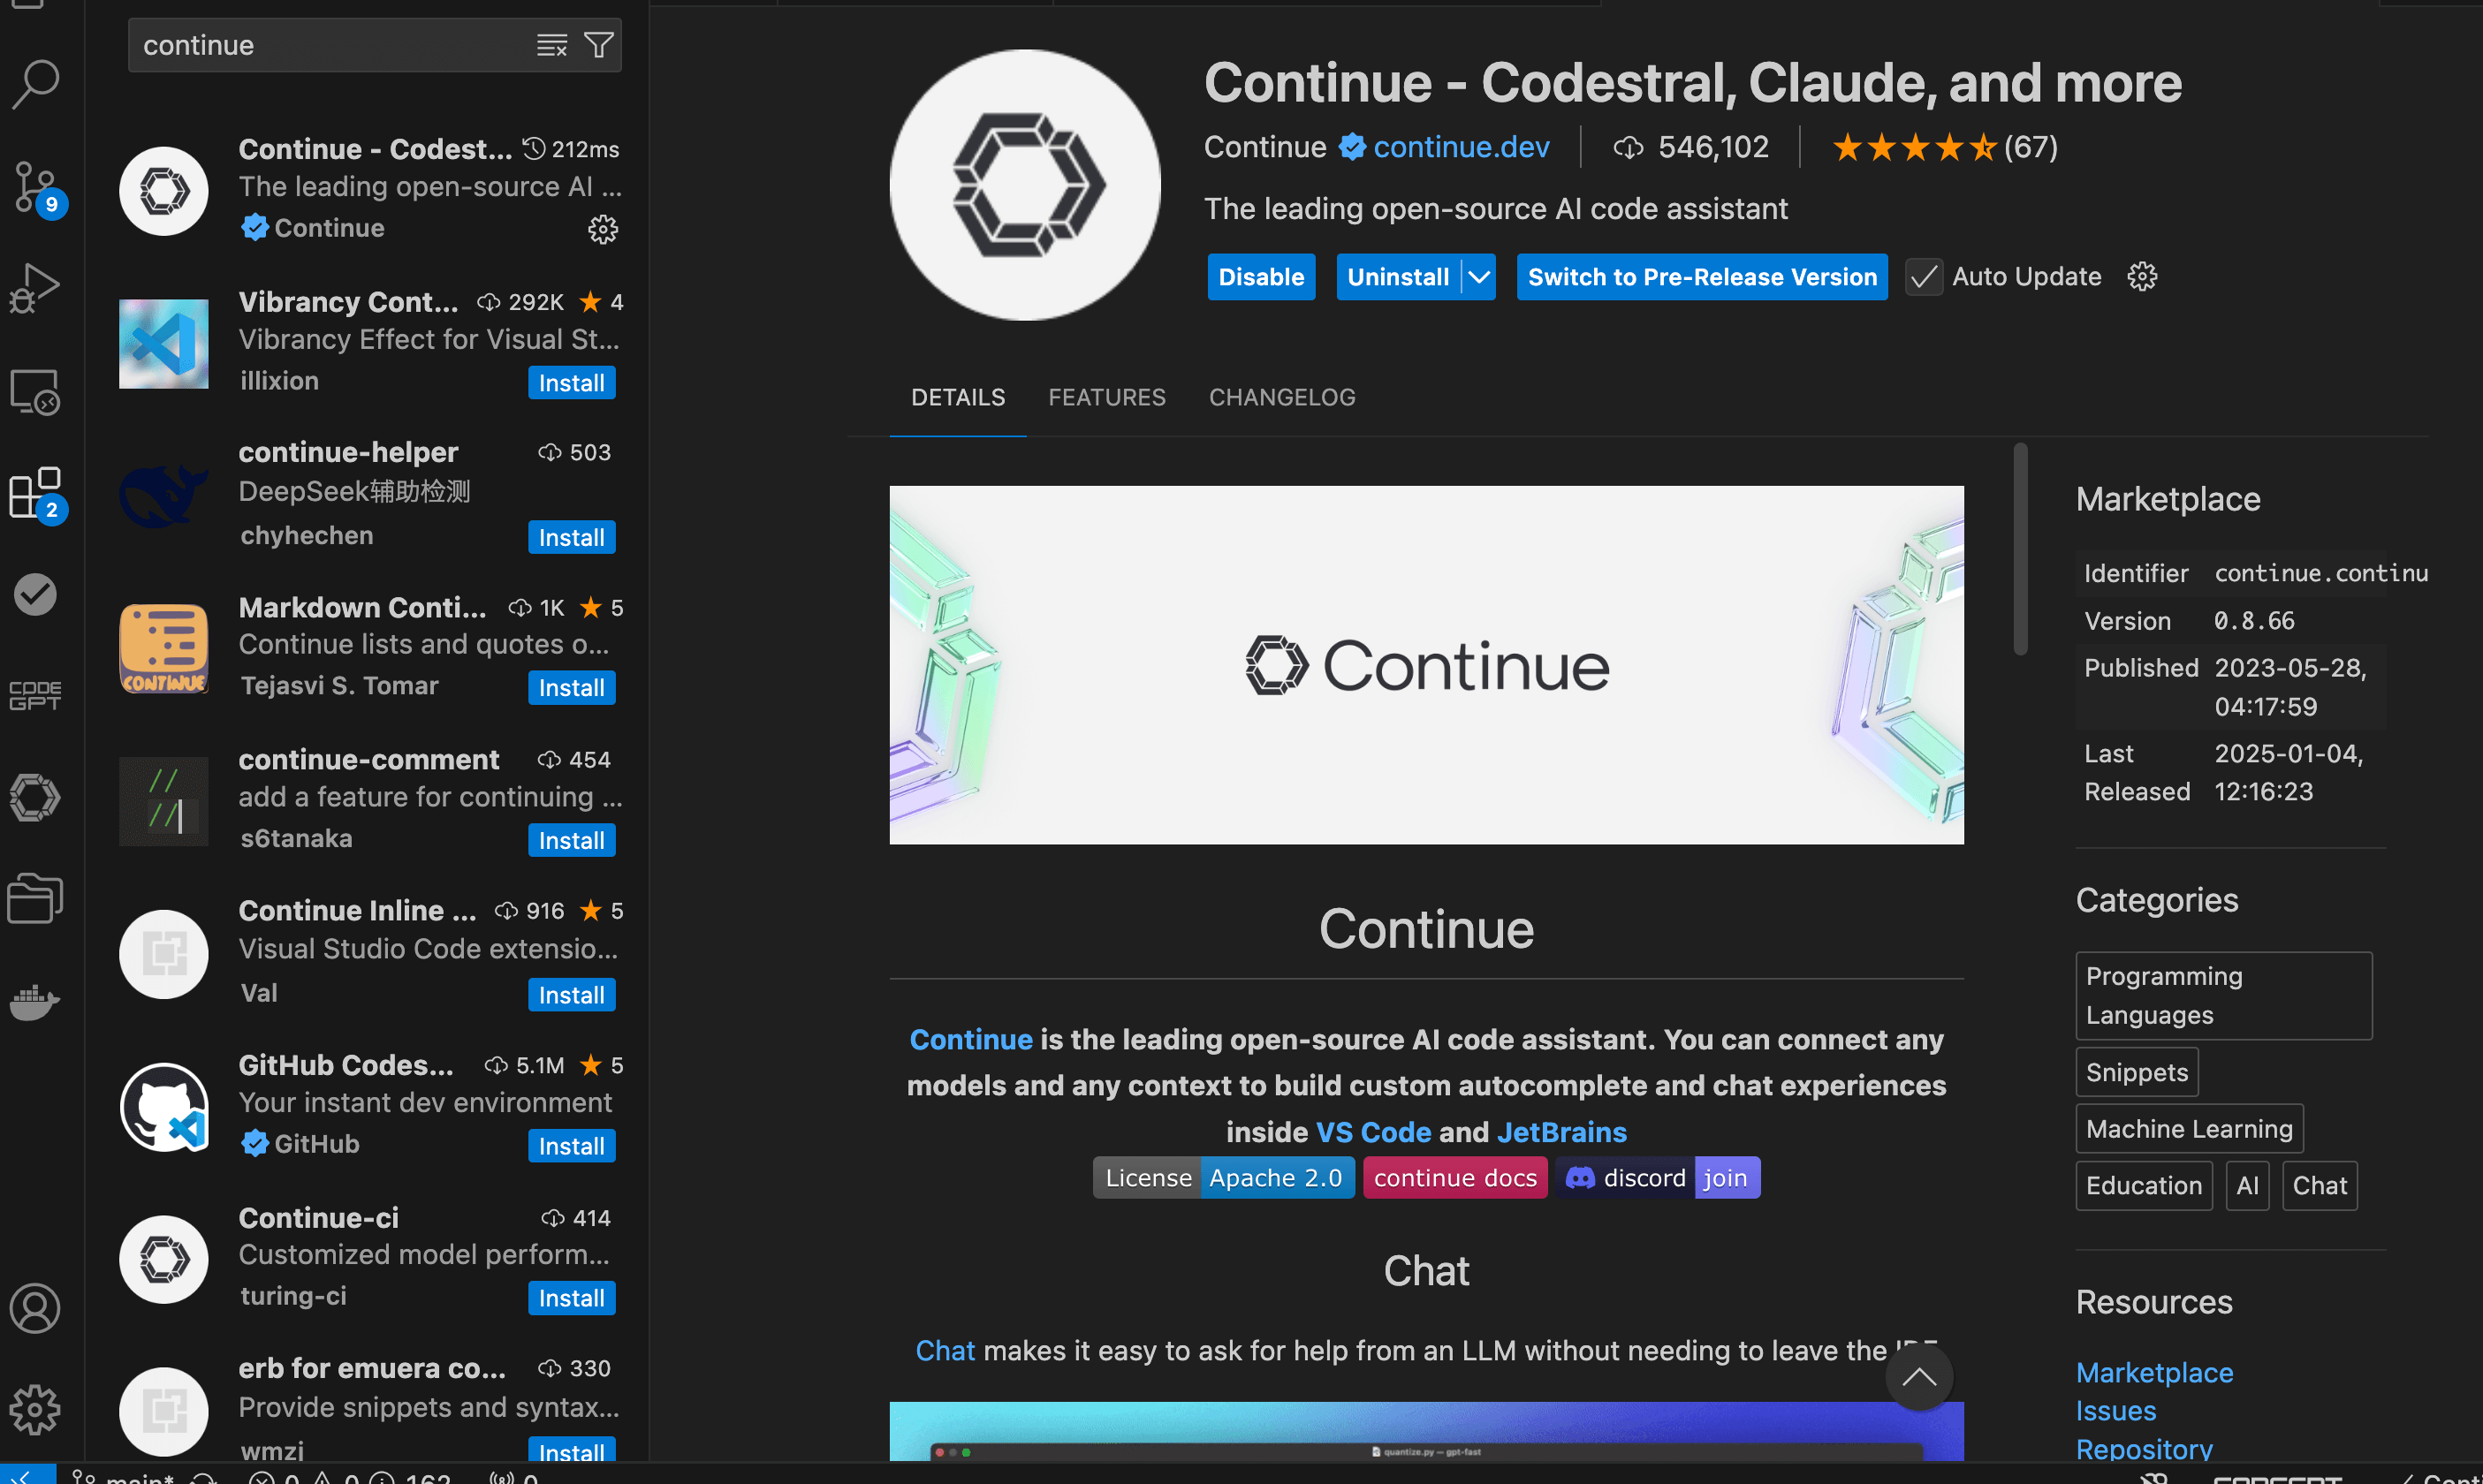 continue
Continue - Codest... 212ms
The leading open-source AI ...
Continue
Vibrancy Cont... 292K ★ 4
Vibrancy Effect for Visual St...
illixion Install
continue-helper 503
DeepSeek辅助检测
chyhechen Install
Markdown Conti... 1K ★ 5
Continue lists and quotes o...
Tejasvi S. Tomar Install
CONTINUE
continue-comment 454
add a feature for continuing ...
s6tanaka Install
// 
//
Continue Inline ... 916 ★ 5
Visual Studio Code extensio...
Val Install
GitHub Codes... 5.1M ★ 5
Your instant dev environment
GitHub Install
Continue-ci 414
Customized model perform...
turing-ci Install
erb for emuera co... 330
Provide snippets and syntax...
wmzj Install
9
2
CODE
GPT
Continue - Codestral, Claude, and more
Continue continue.dev 546,102 (67)
The leading open-source AI code assistant
Disable Uninstall Switch to Pre-Release Version Auto Update
DETAILS FEATURES CHANGELOG
Continue
Continue
Continue is the leading open-source AI code assistant. You can connect any
models and any context to build custom autocomplete and chat experiences
inside VS Code and JetBrains
License Apache 2.0 continue docs discord join
Chat
Chat makes it easy to ask for help from an LLM without needing to leave the
quantize.py — gpt-fast
Marketplace
Identifier continue.continu
Version 0.8.66
Published 2023-05-28,
04:17:59
Last 2025-01-04,
Released 12:16:23
Categories
Programming
Languages
Snippets
Machine Learning
Education AI Chat
Resources
Marketplace
Issues
Repository
main* 0 0 162 0